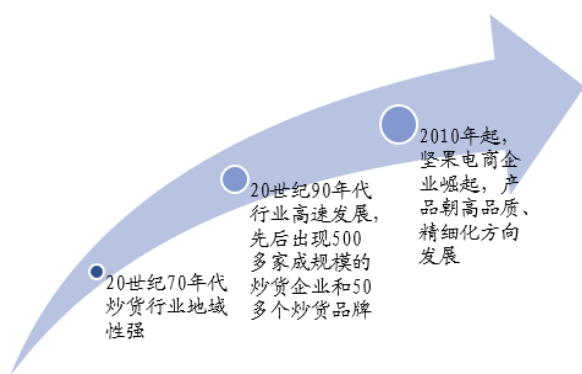 20世纪70年代
炒货行业地域
性强
20世纪90年代
行业高速发展,
先后出现500
多家成规模的
炒货企业和50
多个炒货品牌
2010年起,
坚果电商企
业崛起，产
品朝高品质、
精细化方向
发展